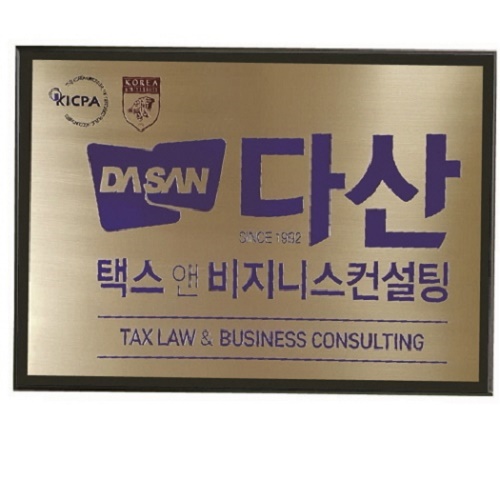 KICPA
KOREA
DASAN
다산
SINCE 1992
택스 앤 비지니스컨설팅
TAX LAW & BUSINESS CONSULTING